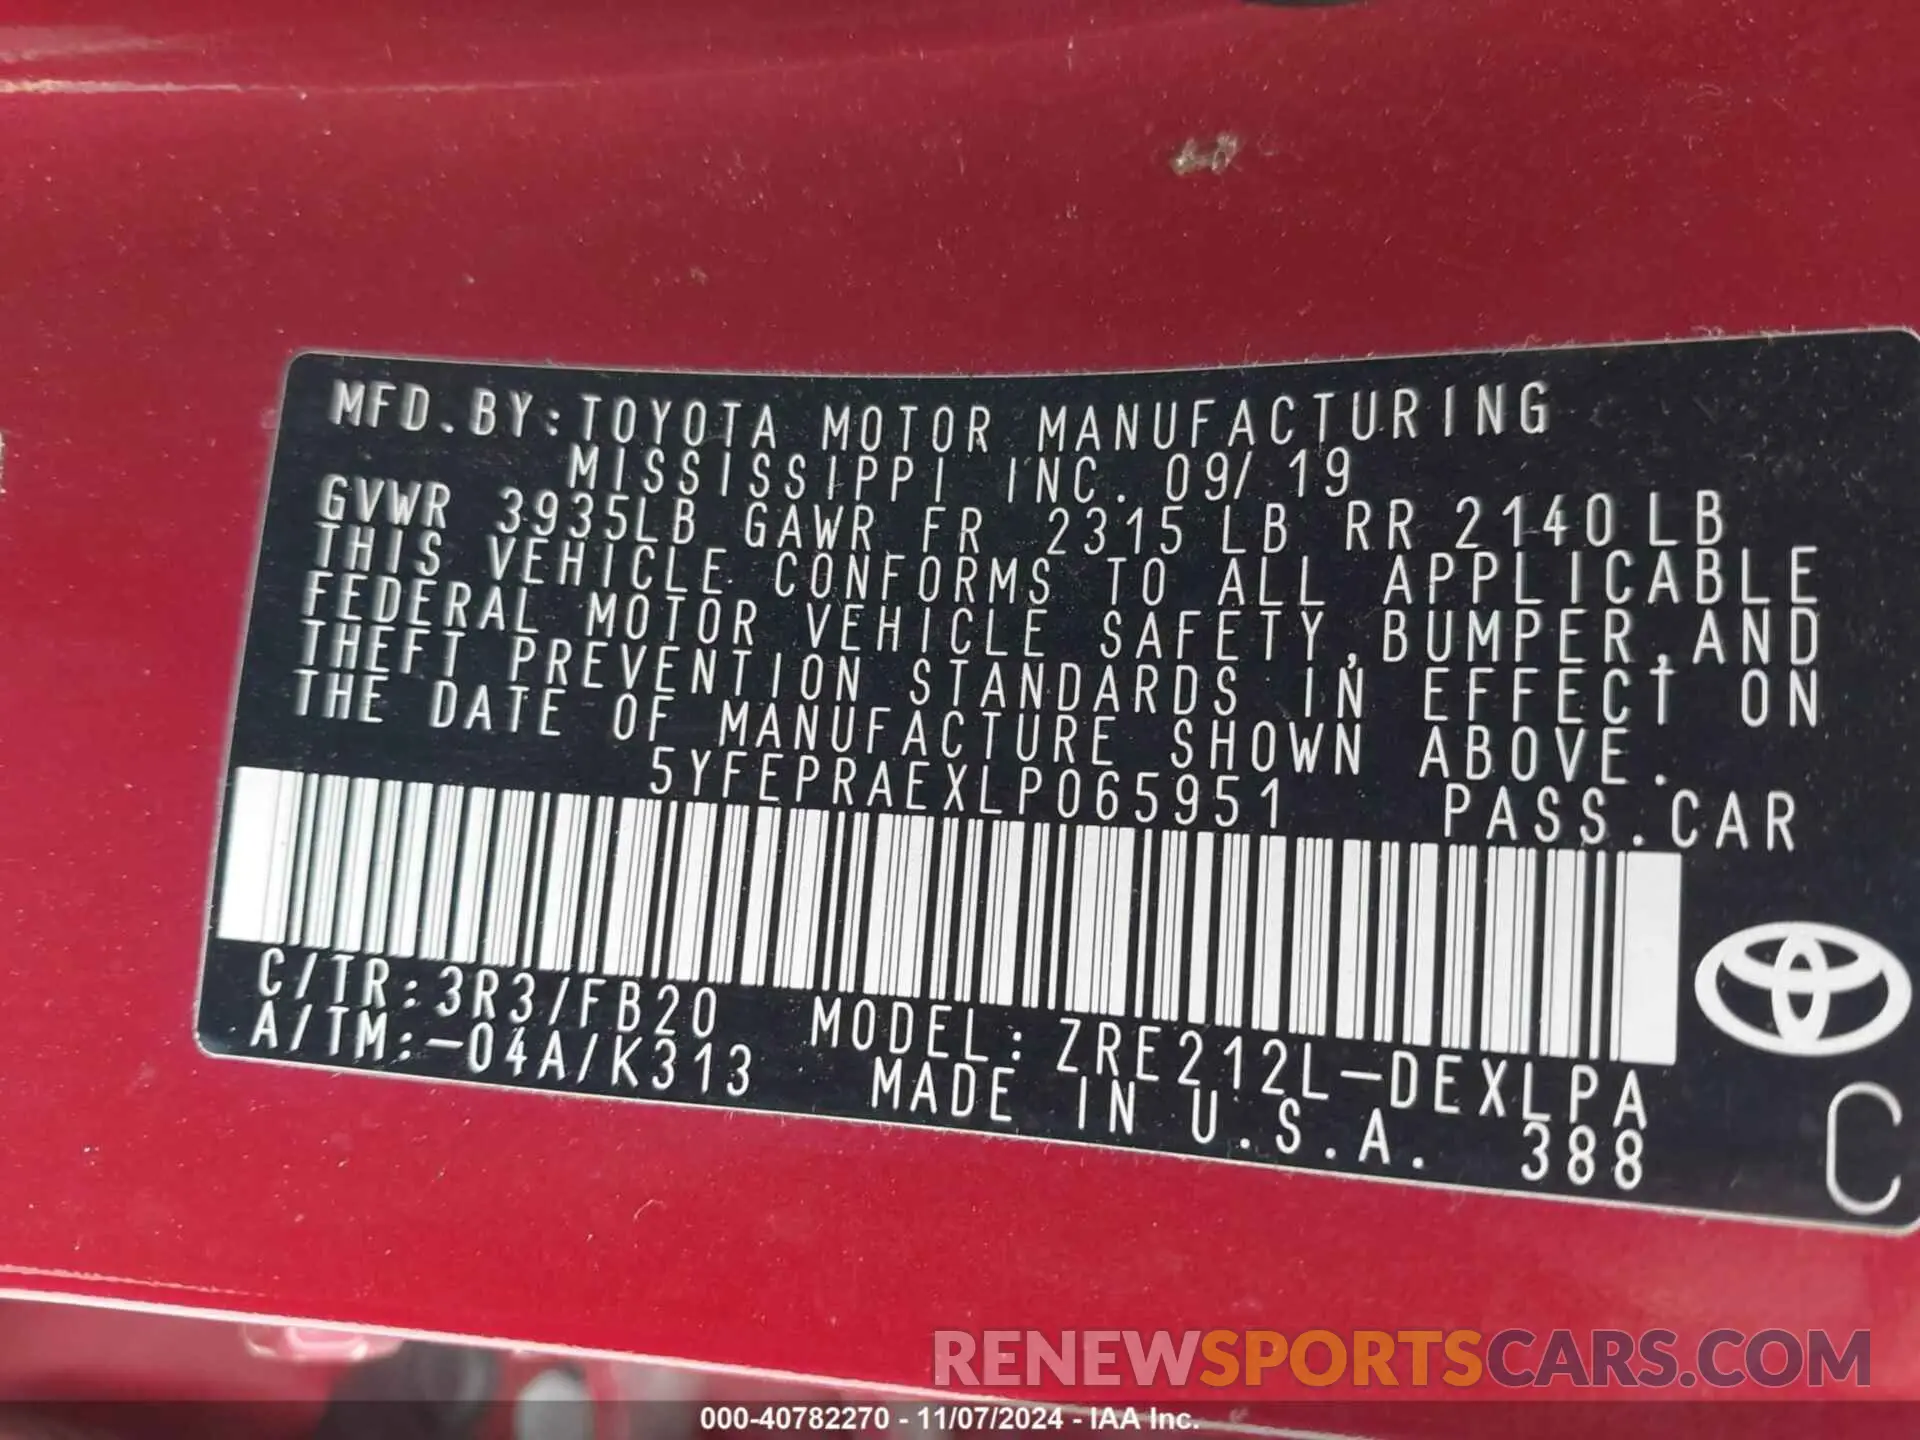 MFD.BY:TOYOTA MOTOR MANUFACTURING
MISSISSIPPI INC. 09/19
GVWR 3935LB GAWR FR 2315LB RR 2140LB
THIS VEHICLE CONFORMS TO ALL APPLICABLE
FEDERAL MOTOR VEHICLE SAFETY,BUMPER,AND
THEFT PREVENTION STANDARDS IN EFFECT ON
THE DATE OF MANUFACTURE SHOWN ABOVE.
5YFEPRAEXLP065951 PASS.CAR
C/TR:3R3/FB20 MODEL:ZRE212L-DEXLPA
A/TM:-04A/K313 MADE IN U.S.A. 388
C
RENEWSPORTSCARS.COM
000-40782270 - 11/07/2024 - IAA Inc.